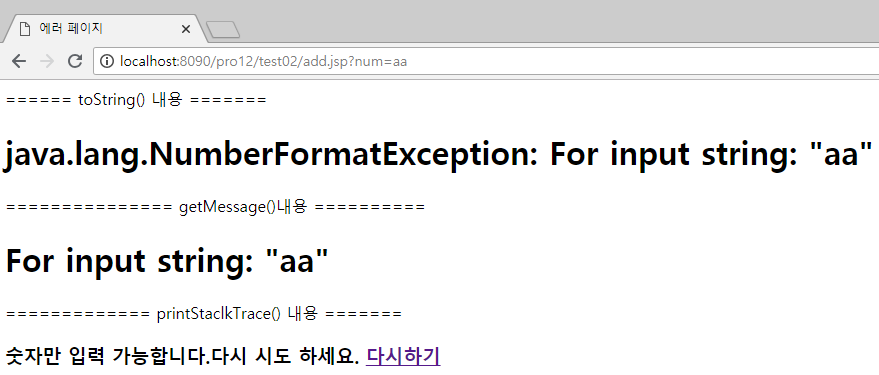 에러 페이지
localhost:8090/pro12/test02/add.jsp?num=aa
====== toString() 내용 =======
java.lang.NumberFormatException: For input string: "aa"
=============== getMessage()내용 ==========
For input string: "aa"
============= printStaclkTrace() 내용 =======
숫자만 입력 가능합니다.다시 시도 하세요. 다시하기